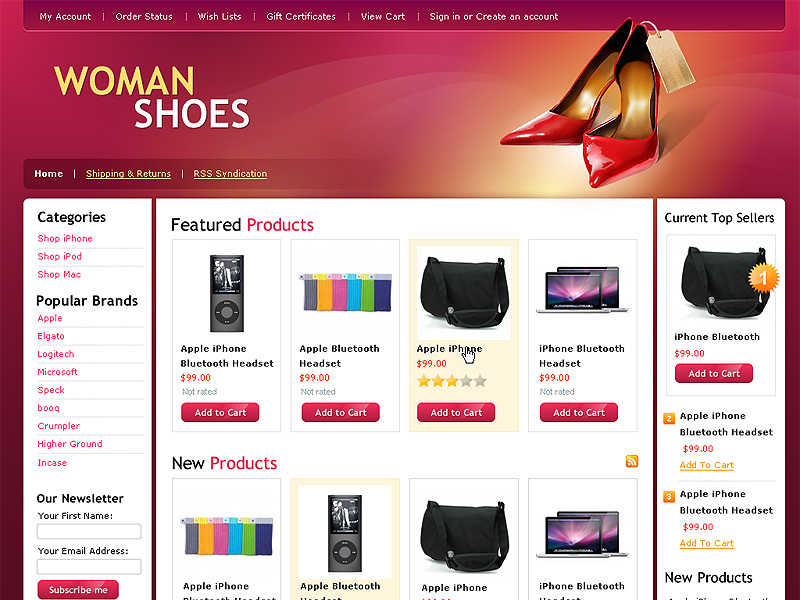 My Account
Order Status
Wish Lists
Gift Certificates
View Cart
Sign in or Create an account
WOMAN
SHOES
Home
Shipping & Returns
RSS Syndication
Categories
Shop iPhone
Shop iPod
Shop Mac
Popular Brands
Apple
Elgato
Logitech
Microsoft
Speck
booq
Crumpler
Higher Ground
Incase
Our Newsletter
Your First Name:
Your Email Address:
Subscribe me
Featured Products
Apple iPhone
Bluetooth Headset
$99.00
Not rated
Add to Cart
Apple Bluetooth
Headset
$99.00
Not rated
Add to Cart
Apple iPhone
$99.00
Add to Cart
iPhone Bluetooth
Headset
$99.00
Not rated
Add to Cart
New Products
Apple iPhone
Bluetooth Headset
Apple Bluetooth
Headset
Apple iPhone
iPhone Bluetooth
Headset
Current Top Sellers
1
iPhone Bluetooth
$99.00
Add to Cart
2
Apple iPhone
Bluetooth Headset
$99.00
Add To Cart
3
Apple iPhone
Bluetooth Headset
$99.00
Add To Cart
New Products